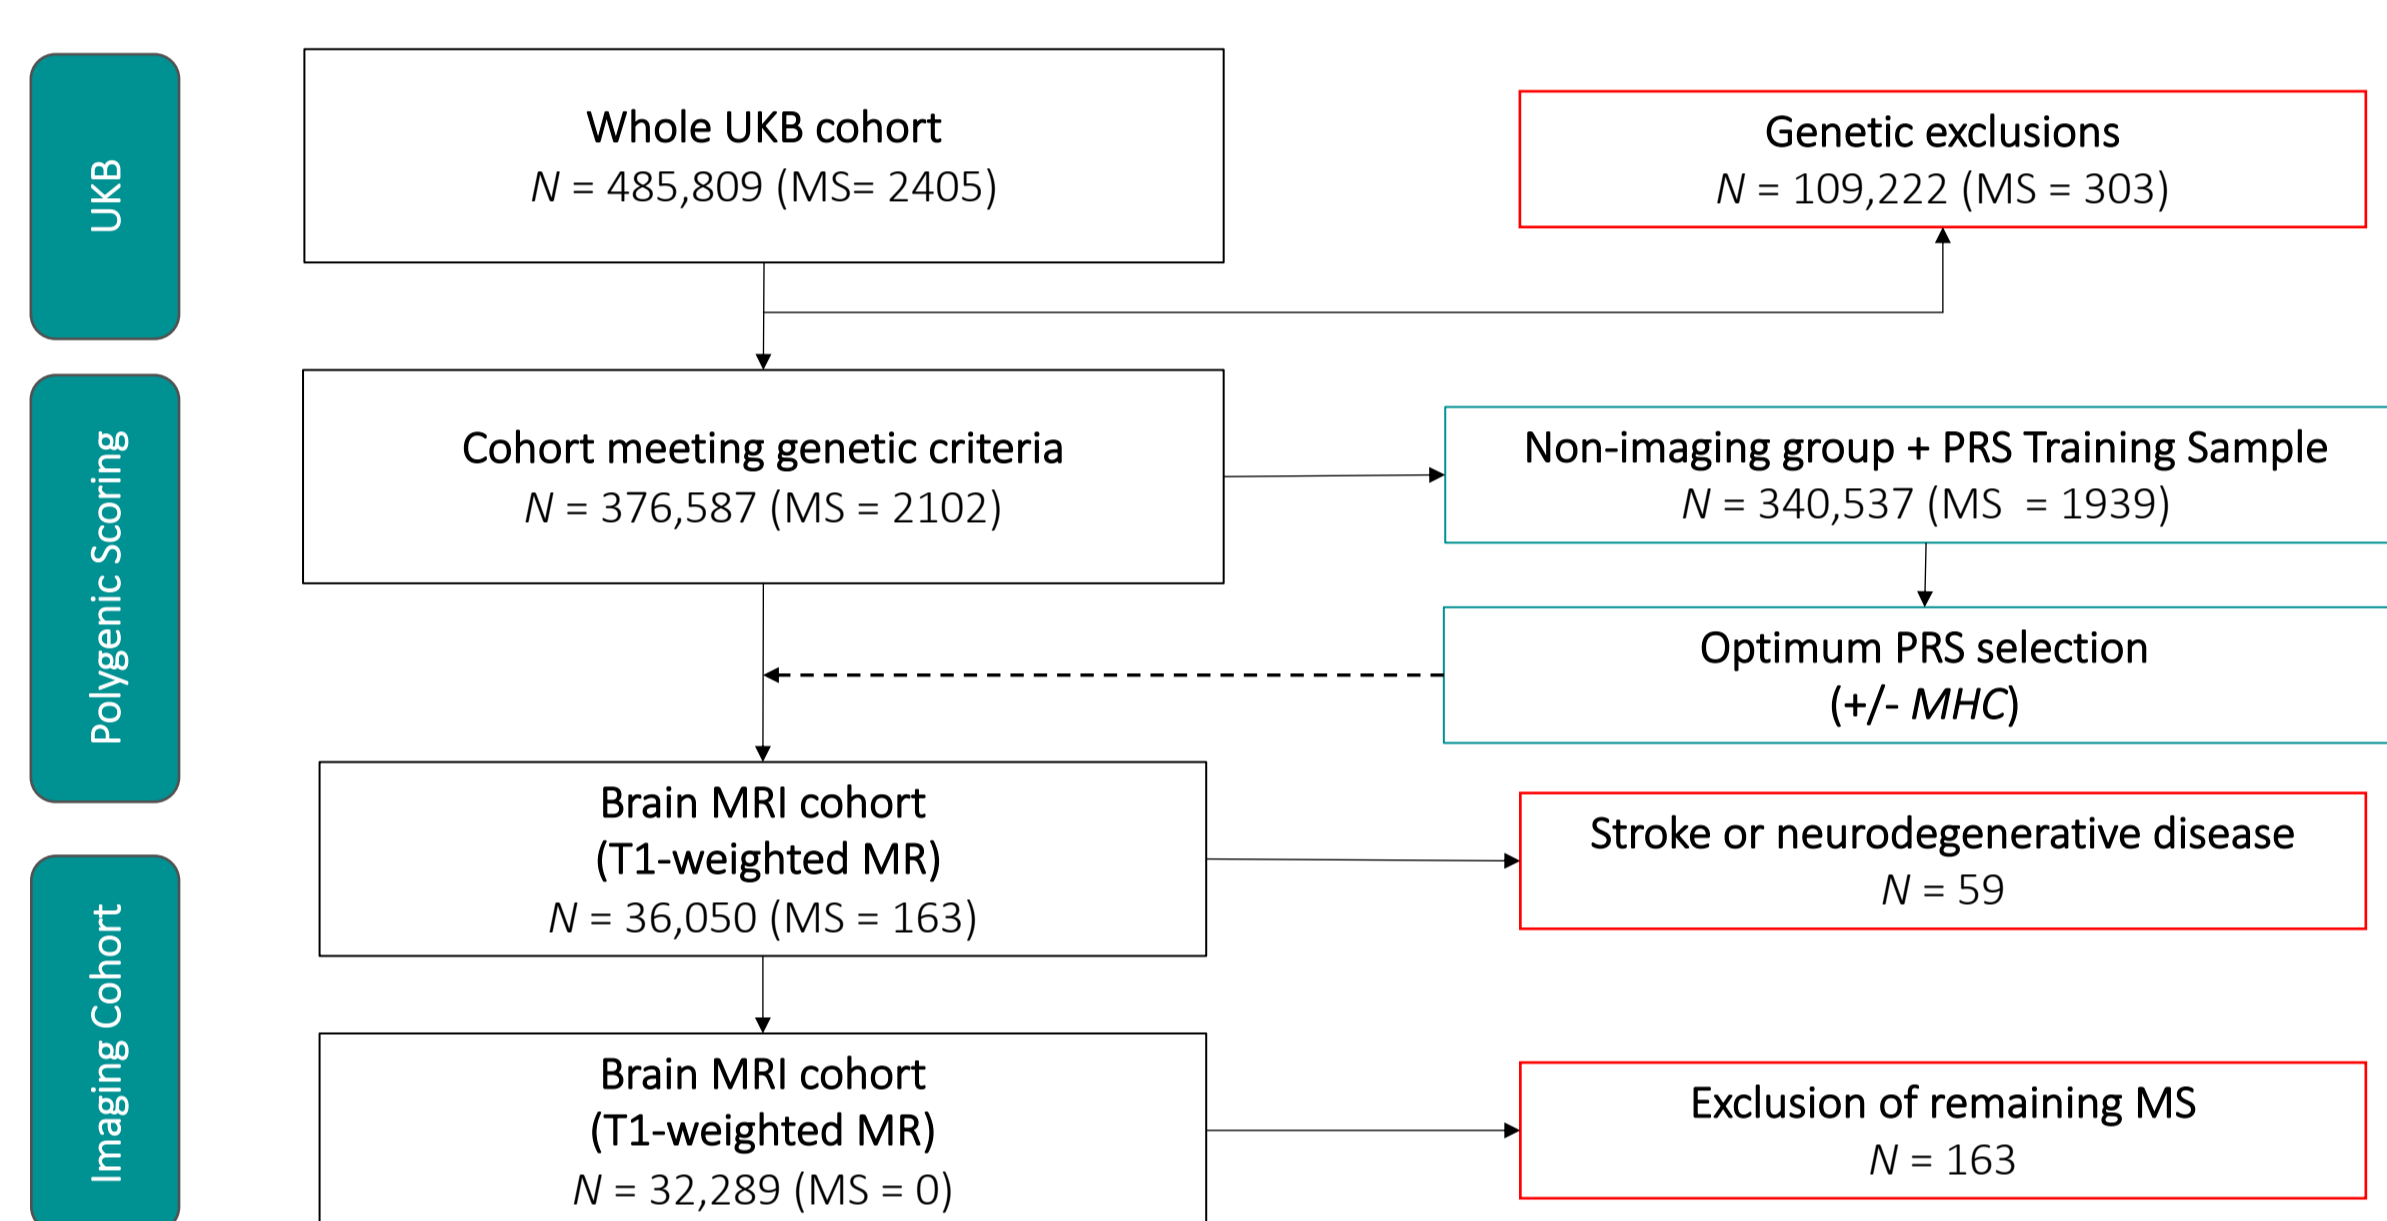 UKB
Whole UKB cohort
N = 485,809 (MS= 2405)
Genetic exclusions
N = 109,222 (MS = 303)
Polygenic Scoring
Cohort meeting genetic criteria
N = 376,587 (MS = 2102)
Non-imaging group + PRS Training Sample
N = 340,537 (MS  = 1939)
Optimum PRS selection
(+/- MHC)
Imaging Cohort
Brain MRI cohort
(T1-weighted MR)
N = 36,050 (MS = 163)
Stroke or neurodegenerative disease
N = 59
Brain MRI cohort
(T1-weighted MR)
N = 32,289 (MS = 0)
Exclusion of remaining MS
N = 163